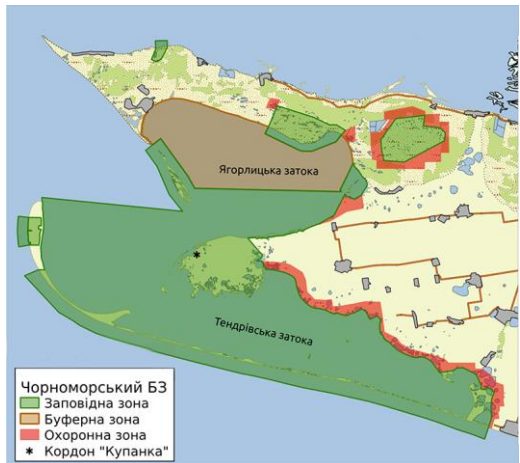 Ягорлицька затока
Тендрівська затока
Чорноморський БЗ
Заповідна зона
Буферна зона
Охоронна зона
* Кордон "Купанка"